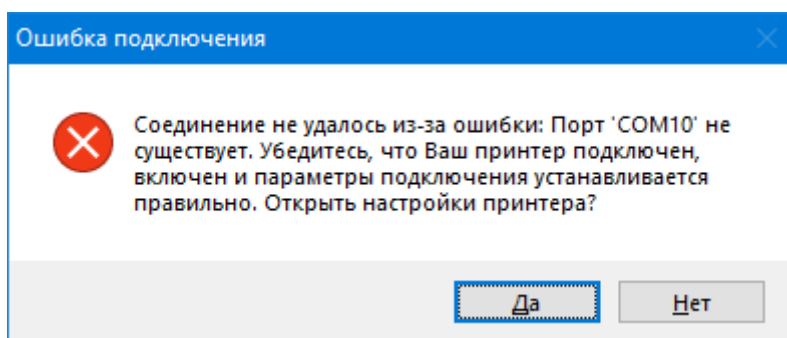 Ошибка подключения
Соединение не удалось из-за ошибки: Порт 'COM10' не
существует. Убедитесь, что Ваш принтер подключен,
включен и параметры подключения устанавливается
правильно. Открыть настройки принтера?
Да
Нет